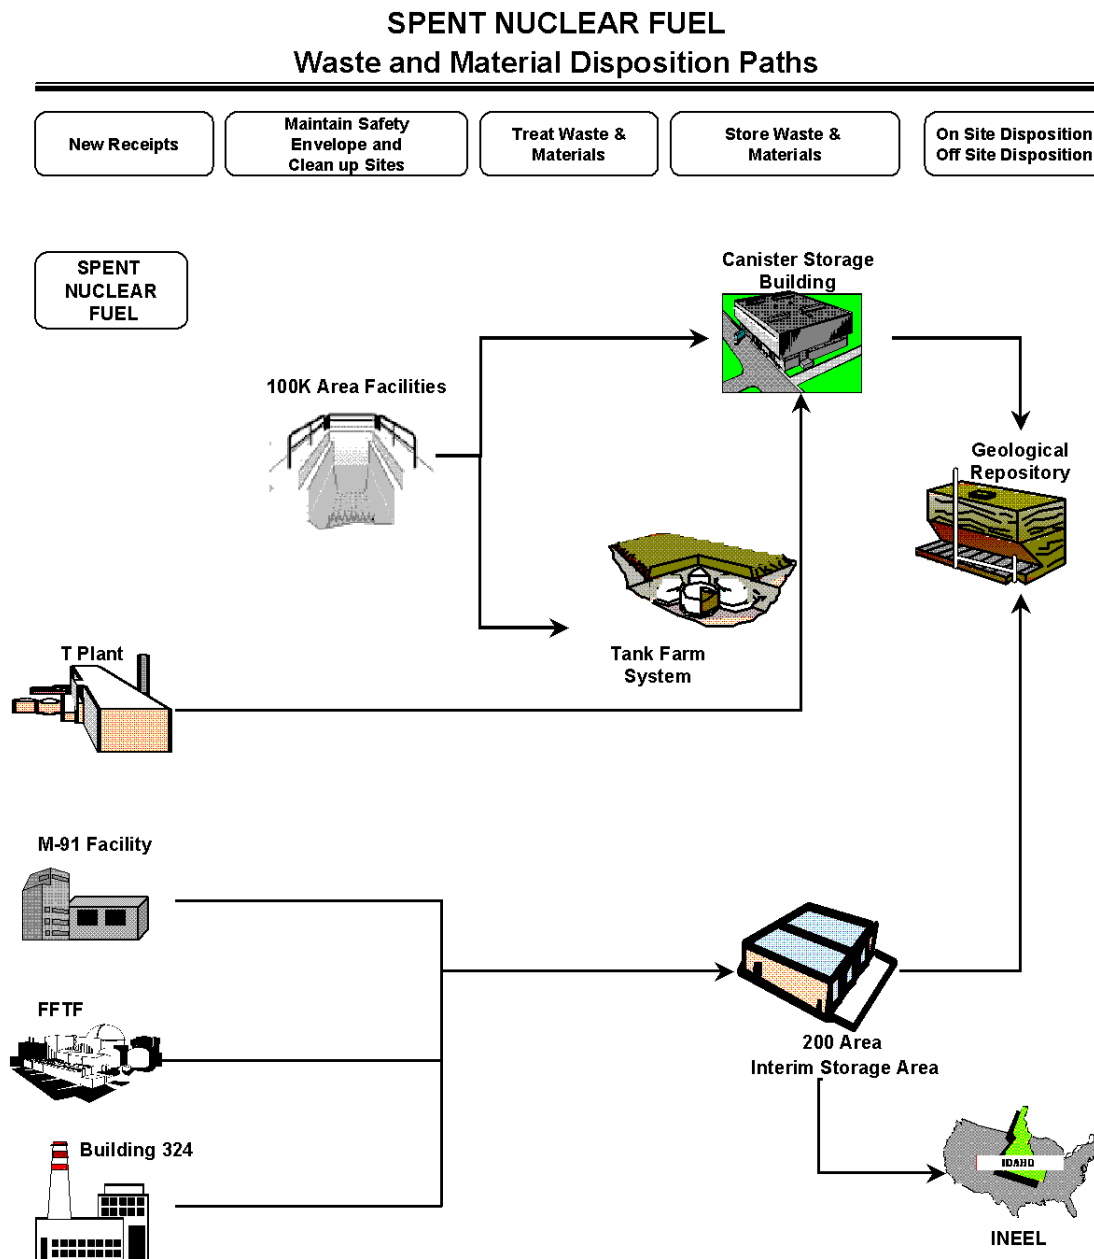 SPENT NUCLEAR FUEL
Waste and Material Disposition Paths
New Receipts
Maintain Safety
Envelope and
Clean up Sites
Treat Waste &
Materials
Store Waste &
Materials
On Site Disposition
Off Site Disposition
SPENT
NUCLEAR
FUEL
Canister Storage
Building
100K Area Facilities
Geological
Repository
Tank Farm
System
T Plant
M-91 Facility
FFTF
200 Area
Interim Storage Area
Building 324
IDAHO
INEEL